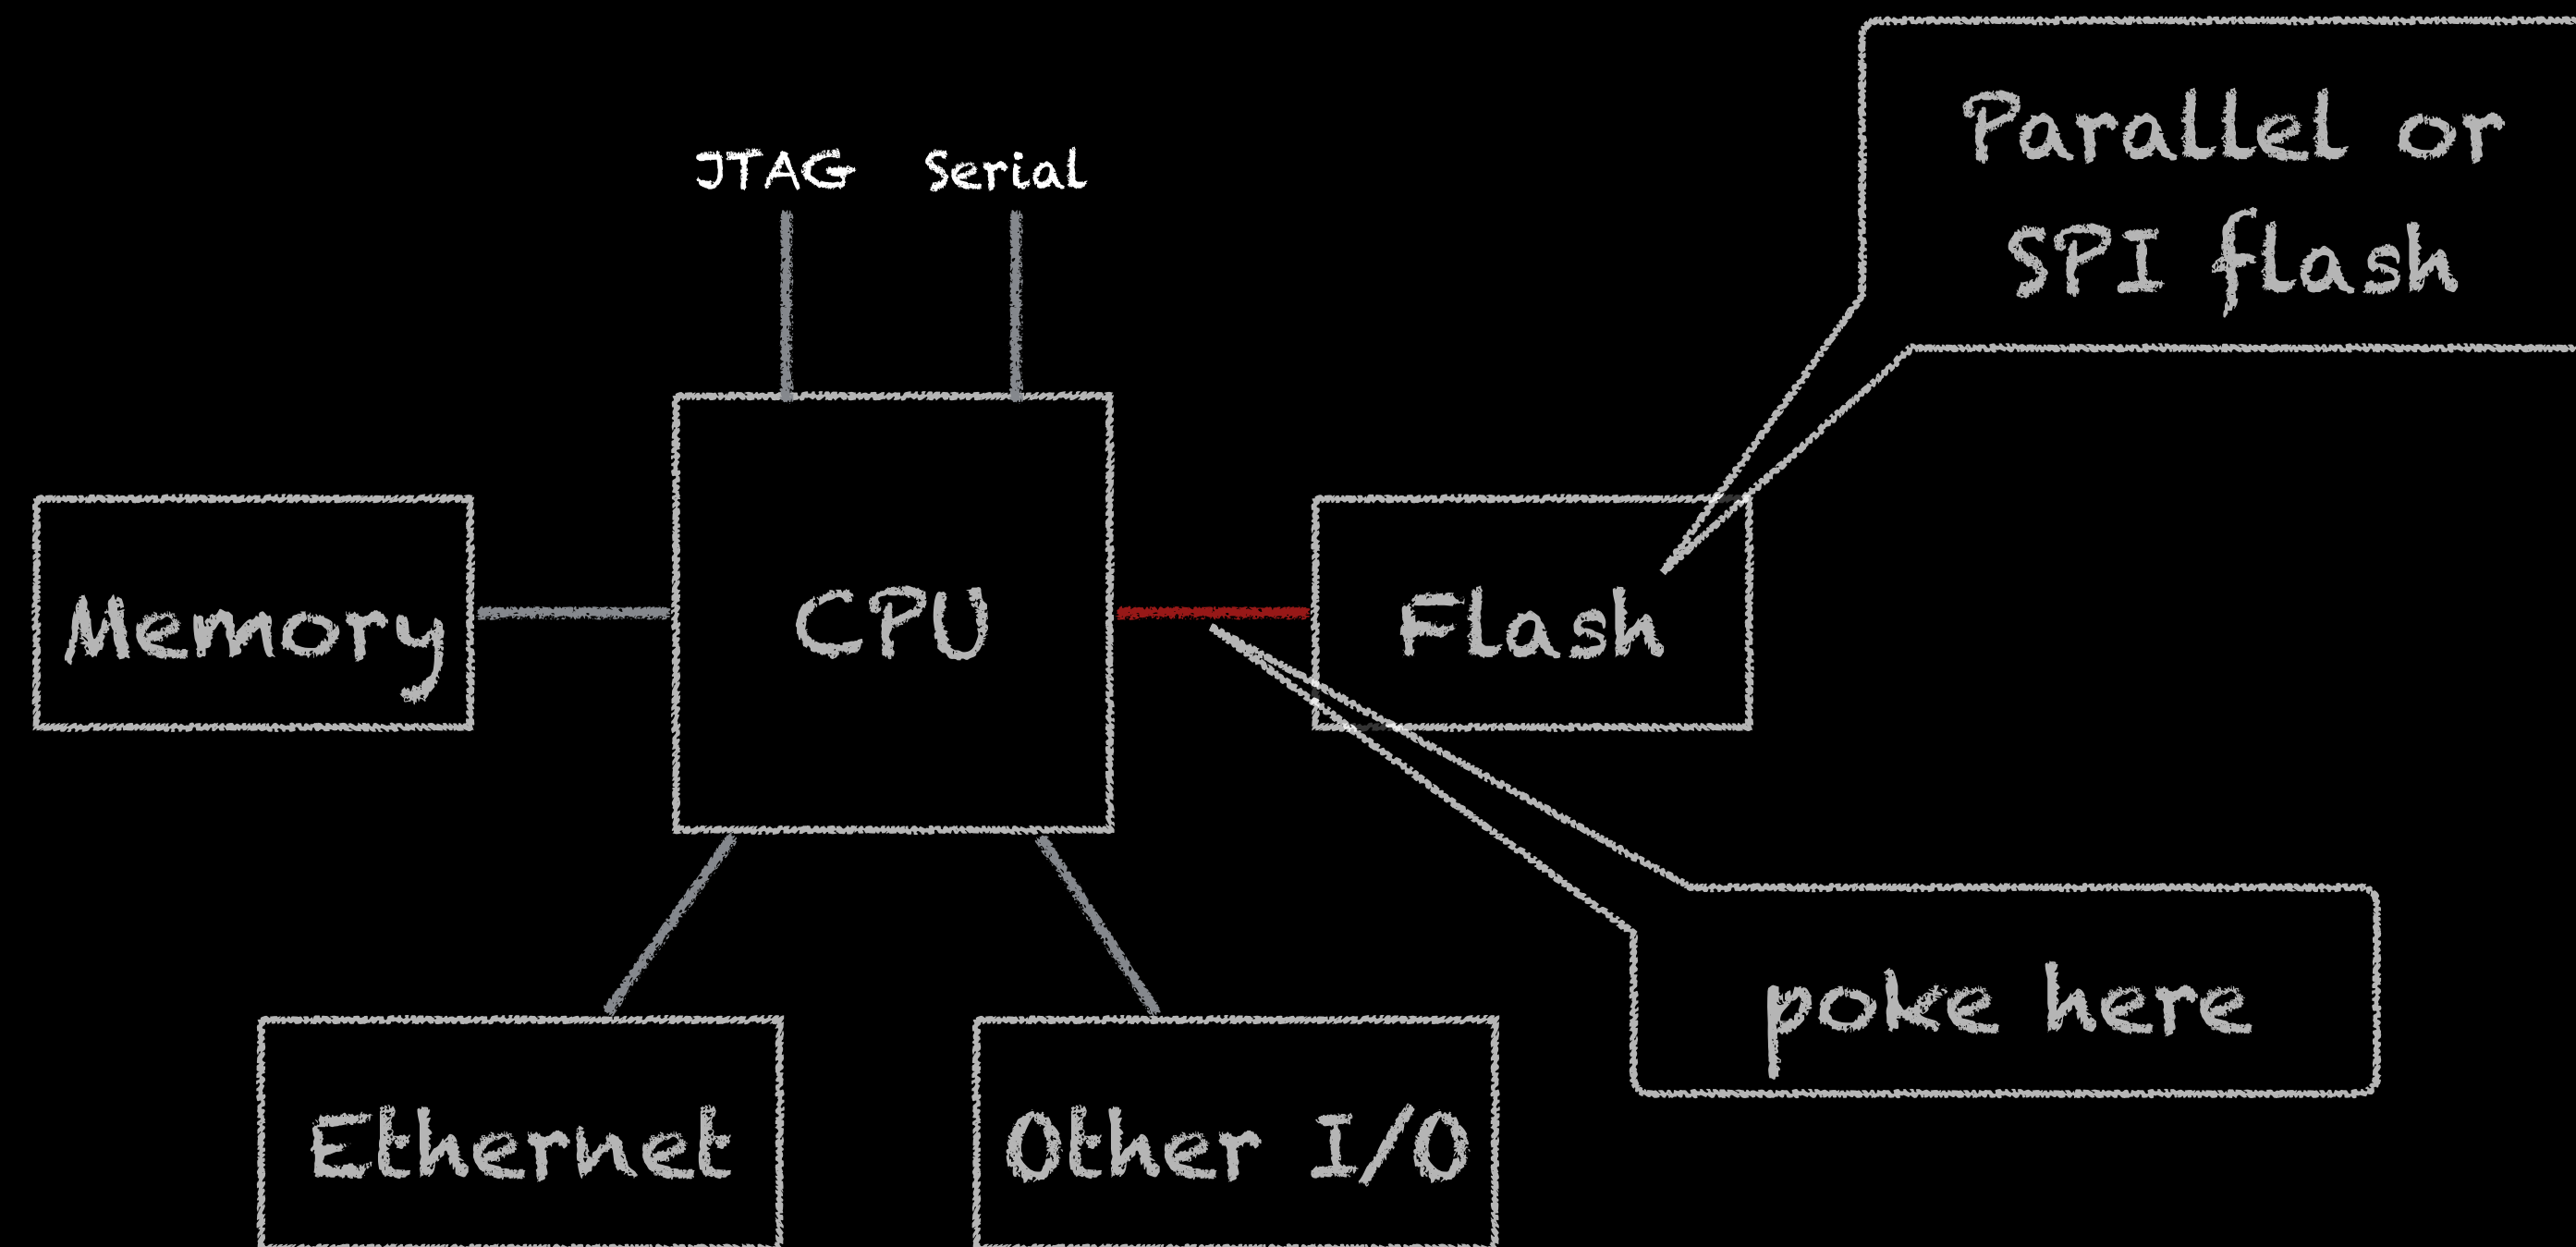 Parallel or
SPI flash
JTAG Serial
Memory
CPU
Flash
poke here
Ethernet
Other I/O